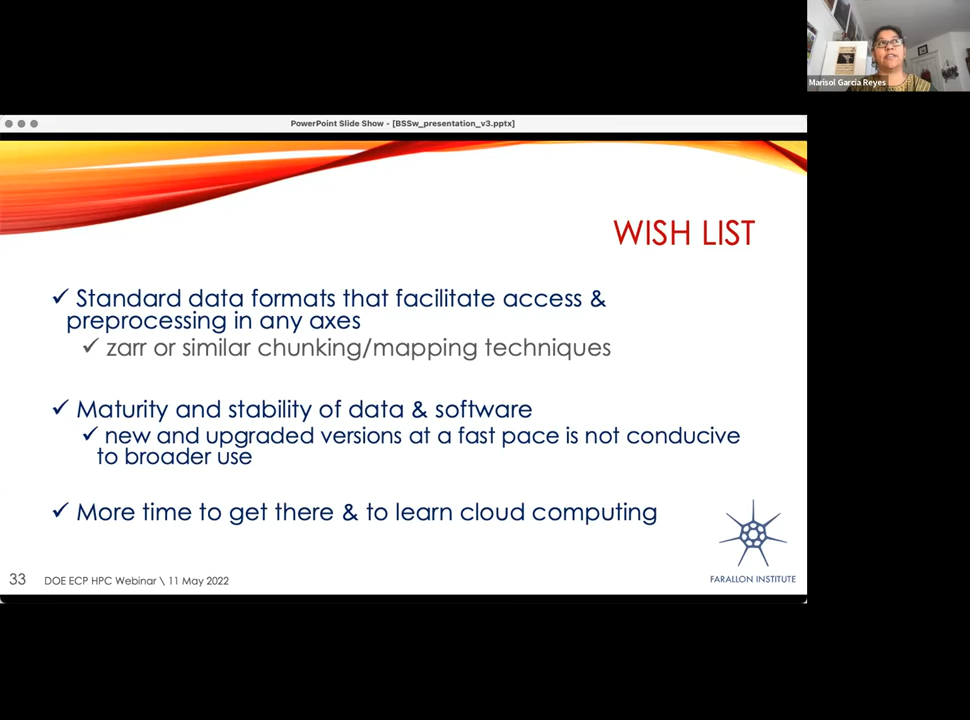 Marisol Garcia Reyes
PowerPoint Slide Show - [BSSw_presentation_v3.pptx]
WISH LIST
✓ Standard data formats that facilitate access &
preprocessing in any axes
✓ zarr or similar chunking/mapping techniques
✓ Maturity and stability of data & software
✓ new and upgraded versions at a fast pace is not conducive
to broader use
✓ More time to get there & to learn cloud computing
33 DOE ECP HPC Webinar \ 11 May 2022
FARALLON INSTITUTE